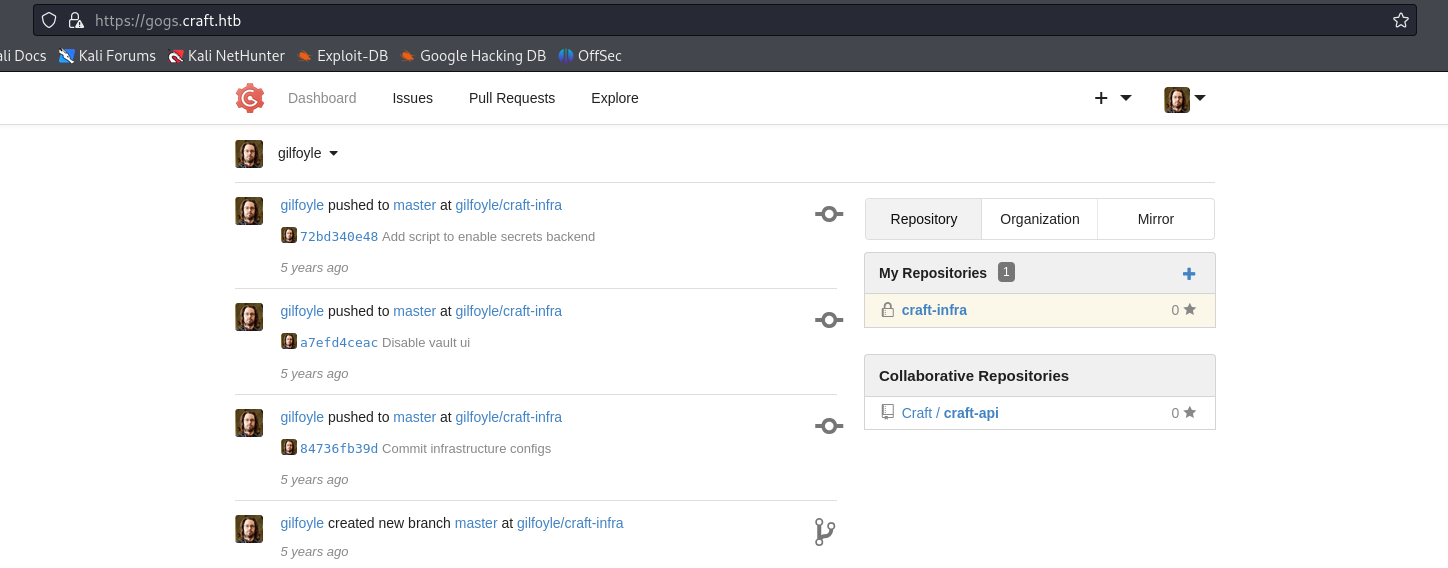 https://gogs.craft.htb
ali Docs Kali Forums Kali NetHunter Exploit-DB Google Hacking DB OffSec
Dashboard Issues Pull Requests Explore
gilfoyle
gilfoyle pushed to master at gilfoyle/craft-infra
72bd340e48 Add script to enable secrets backend
5 years ago
gilfoyle pushed to master at gilfoyle/craft-infra
a7efd4ceac Disable vault ui
5 years ago
gilfoyle pushed to master at gilfoyle/craft-infra
84736fb39d Commit infrastructure configs
5 years ago
gilfoyle created new branch master at gilfoyle/craft-infra
5 years ago
Repository Organization Mirror
My Repositories 1
craft-infra 0
Collaborative Repositories
Craft / craft-api 0